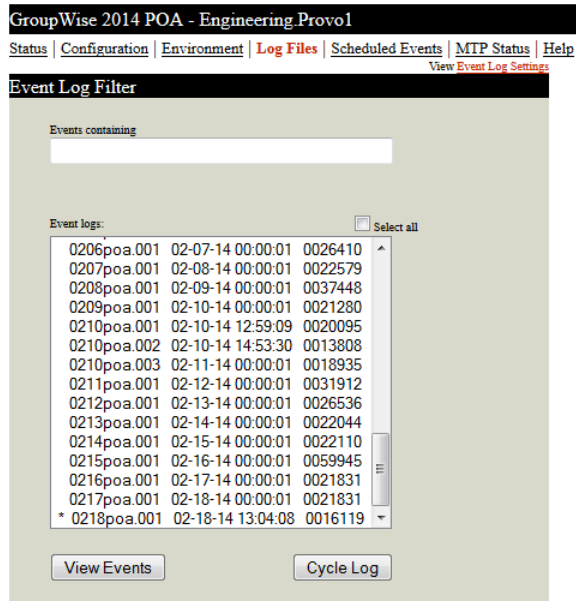 GroupWise 2014 POA - Engineering.Provo1
Status | Configuration | Environment | Log Files | Scheduled Events | MTP Status | Help
View Event Log Settings
Event Log Filter
Events containing
Event logs:
Select all
0206poa.001 02-07-14 00:00:01 0026410
0207poa.001 02-08-14 00:00:01 0022579
0208poa.001 02-09-14 00:00:01 0037448
0209poa.001 02-10-14 00:00:01 0021280
0210poa.001 02-10-14 12:59:09 0020095
0210poa.002 02-10-14 14:53:30 0013808
0210poa.003 02-11-14 00:00:01 0018935
0211poa.001 02-12-14 00:00:01 0031912
0212poa.001 02-13-14 00:00:01 0026536
0213poa.001 02-14-14 00:00:01 0022044
0214poa.001 02-15-14 00:00:01 0022110
0215poa.001 02-16-14 00:00:01 0059945
0216poa.001 02-17-14 00:00:01 0021831
0217poa.001 02-18-14 00:00:01 0021831
* 0218poa.001 02-18-14 13:04:08 0016119
View Events
Cycle Log